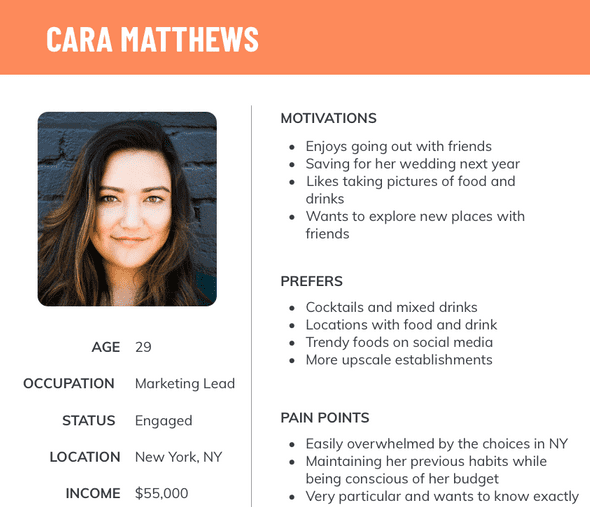 CARA MATTHEWS
AGE 29
OCCUPATION Marketing Lead
STATUS Engaged
LOCATION New York, NY
INCOME $55,000
MOTIVATIONS
• Enjoys going out with friends
• Saving for her wedding next year
• Likes taking pictures of food and
drinks
• Wants to explore new places with
friends
PREFERS
• Cocktails and mixed drinks
• Locations with food and drink
• Trendy foods on social media
• More upscale establishments
PAIN POINTS
• Easily overwhelmed by the choices in NY
• Maintaining her previous habits while
being conscious of her budget
• Very particular and wants to know exactly